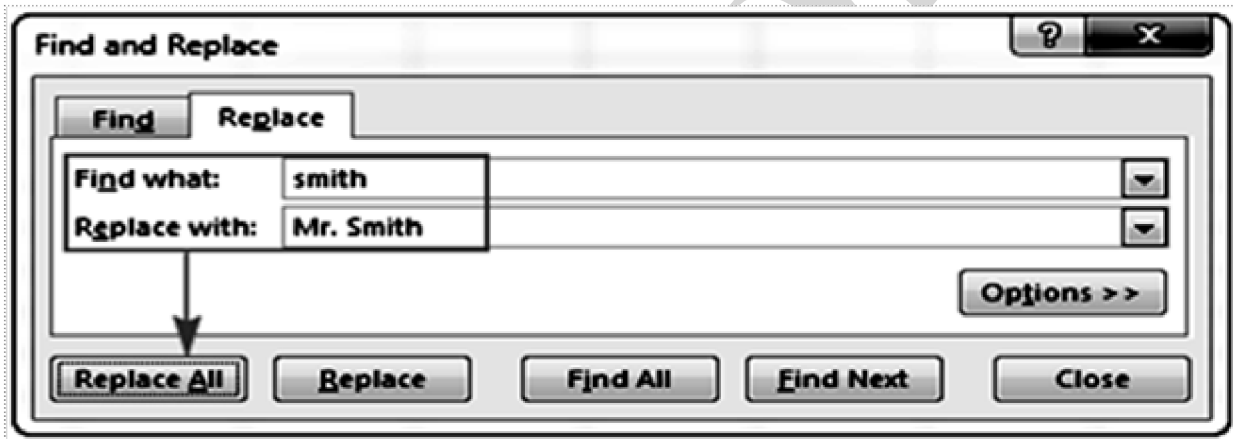 Find and Replace ? X
Find Replace
Find what: smith
Replace with: Mr. Smith
Options >>
Replace All Replace Find All Find Next Close